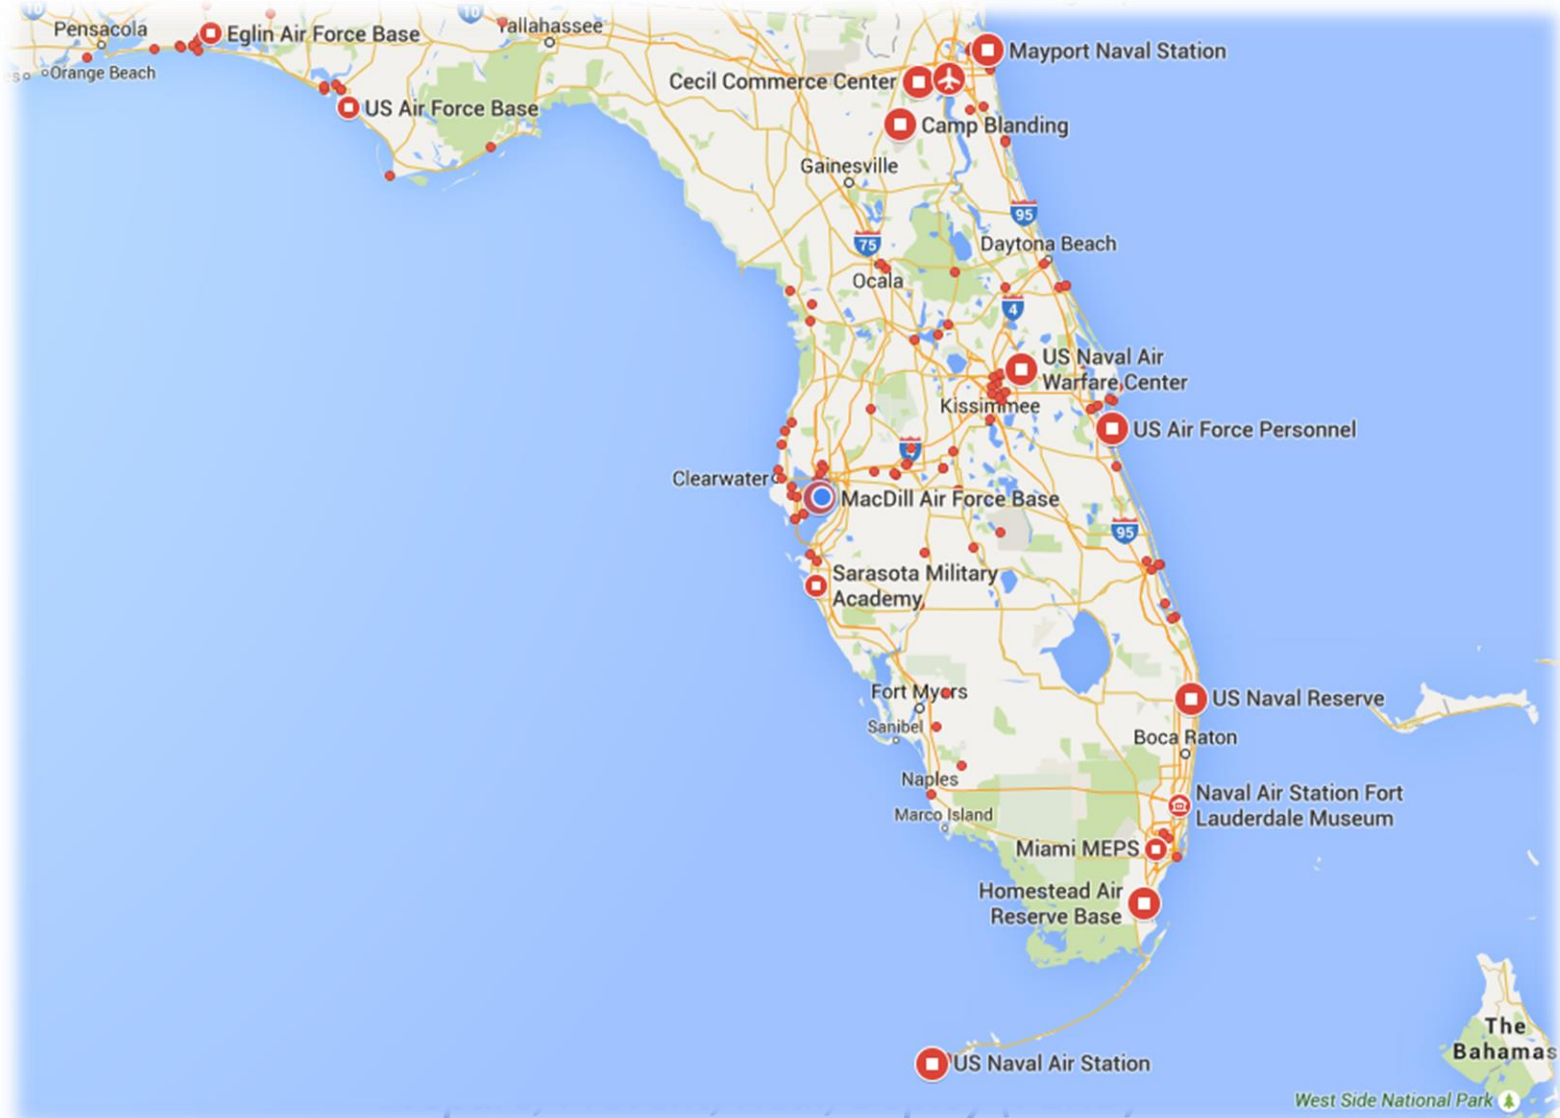 10
10
Pensacola
Eglin Air Force Base
Tallahassee
Orange Beach
Mayport Naval Station
Cecil Commerce Center
US Air Force Base
Camp Blanding
Gainesville
95
75
Daytona Beach
Ocala
4
US Naval Air
Warfare Center
Kissimmee
US Air Force Personnel
4
Clearwater
MacDill Air Force Base
95
Sarasota Military
Academy
Fort Myers
US Naval Reserve
Sanibel
Boca Raton
Naples
Naval Air Station Fort
Lauderdale Museum
Marco Island
Miami MEPS
Homestead Air
Reserve Base
The
Bahamas
US Naval Air Station
West Side National Park